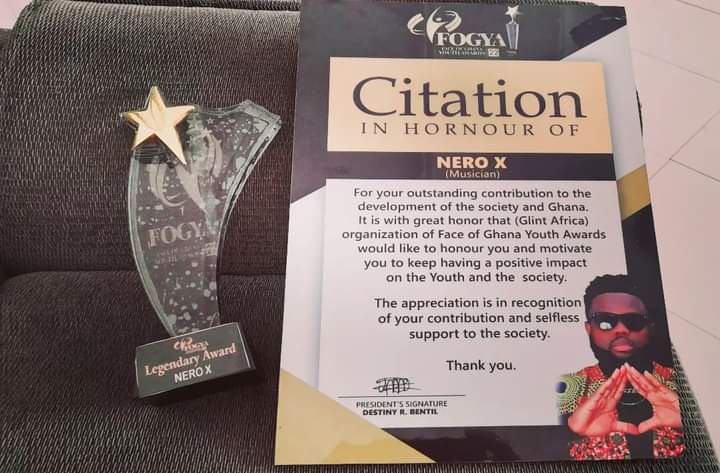 FOGYA
FACE OF GHANA
YOUTH AWARDS 22
Citation
IN HORNOUR OF
NERO X
(Musician)
For your outstanding contribution to the
development of the society and Ghana.
It is with great honor that (Glint Africa)
organization of Face of Ghana Youth Awards
would like to honour you and motivate
you to keep having a positive impact
on the Youth and the society.
The appreciation is in recognition
of your contribution and selfless
support to the society.
Thank you.
PRESIDENT'S SIGNATURE
DESTINY R. BENTIL
FOGYA
FOGYA
Legendary Award
NERO X